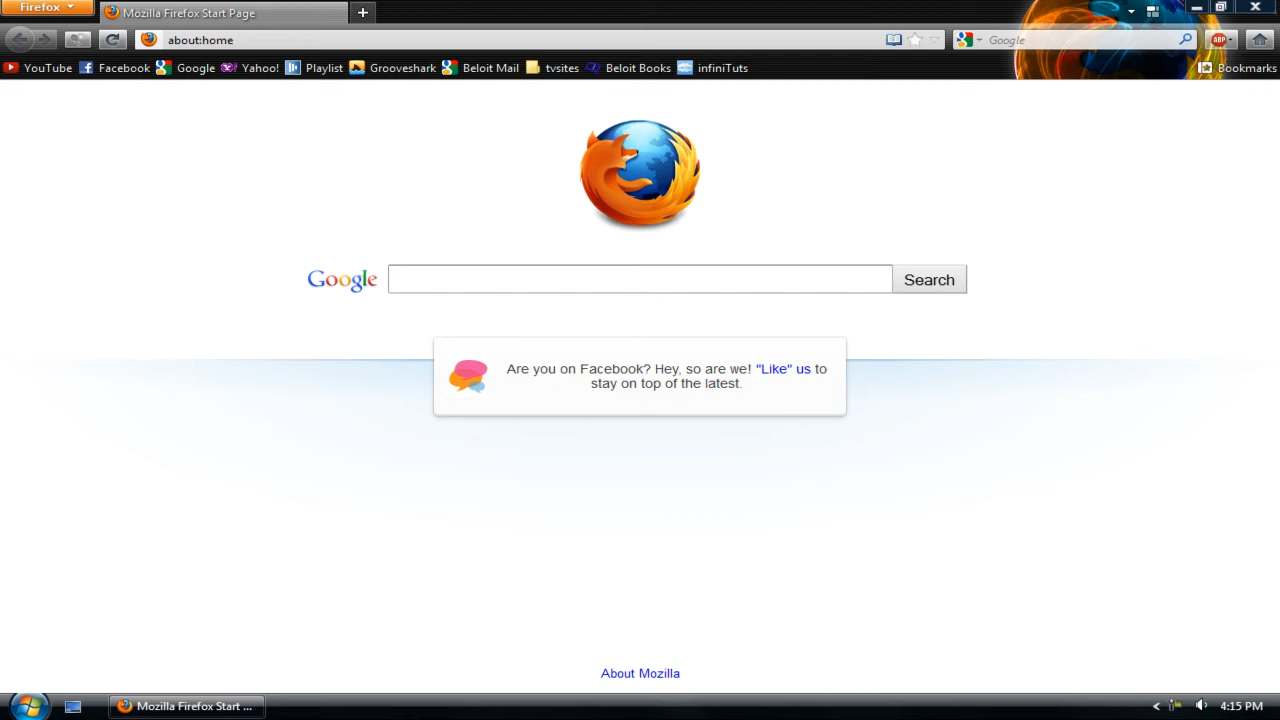 Firefox
Mozilla Firefox Start Page
about:home
Google
ABP
YouTube Facebook Google Yahoo! Playlist Grooveshark Beloit Mail tvsites Beloit Books infiniTuts Bookmarks
Google Search
Are you on Facebook? Hey, so are we! "Like" us to
stay on top of the latest.
About Mozilla
Mozilla Firefox Start ...
4:15 PM